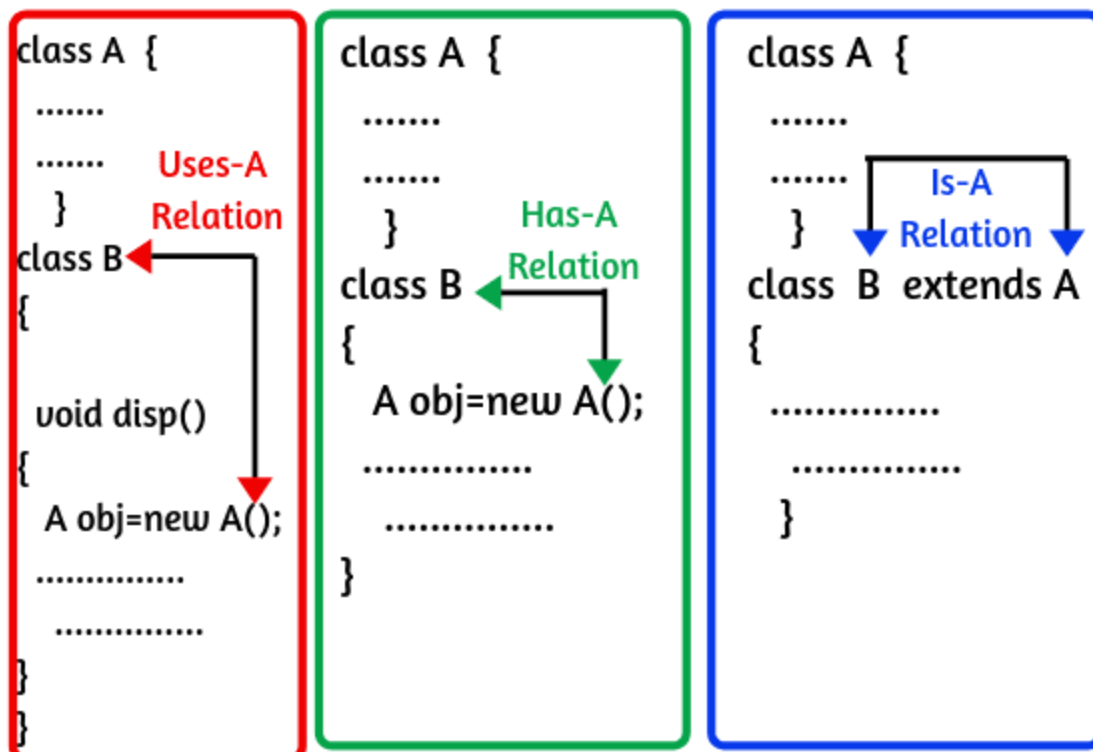 class A {
.......
.......
Uses-A
Relation
}
class B
{
void disp()
{
A obj=new A();
...............
...............
}
}
class A {
.......
.......
}
Has-A
Relation
class B
{
A obj=new A();
...............
...............
}
class A {
.......
.......
Is-A
Relation
}
class B extends A
{
...............
...............
}